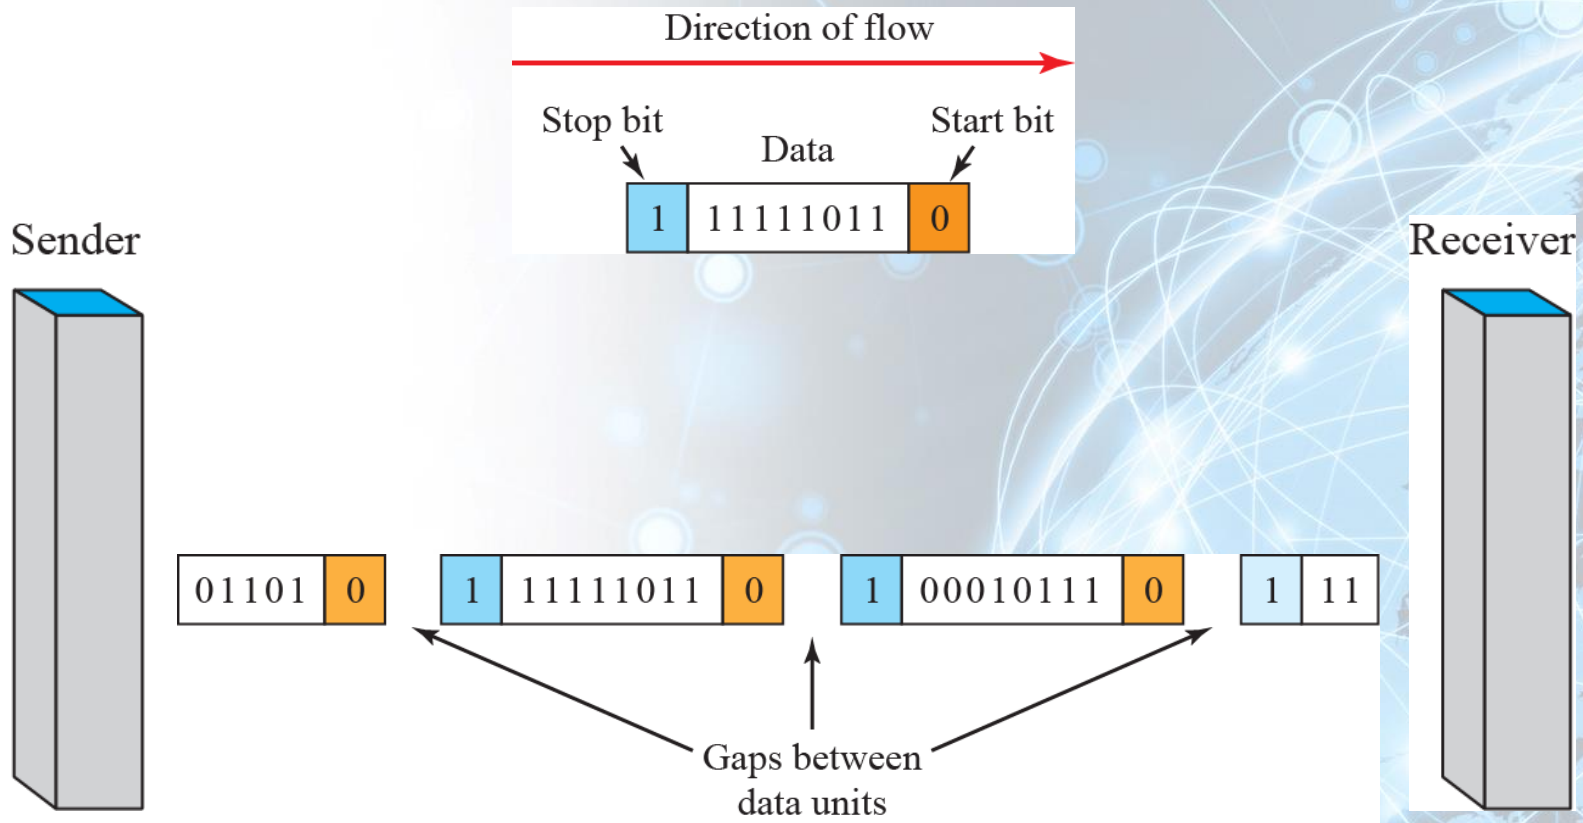 Direction of flow
Stop bit
Data
Start bit
1 11111011 0
Sender
Receiver
01101 0 1 11111011 0 1 00010111 0 1 11
Gaps between
data units